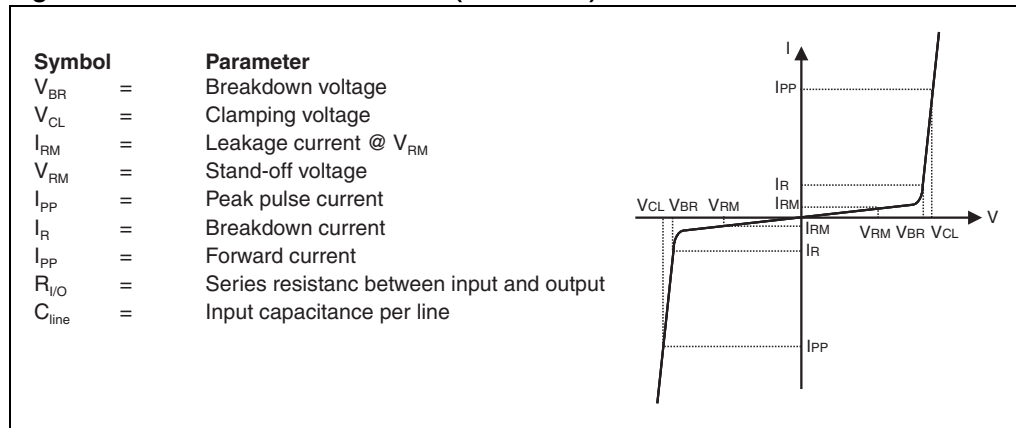 Symbol Parameter
VBR = Breakdown voltage
VCL = Clamping voltage
IRM = Leakage current @ VRM
VRM = Stand-off voltage
IPP = Peak pulse current
IR = Breakdown current
IPP = Forward current
RI/O = Series resistanc between input and output
Cline = Input capacitance per line
I
IPP
IR
VCL VBR VRM IRM
V
IRM VRM VBR VCL
IR
IPP